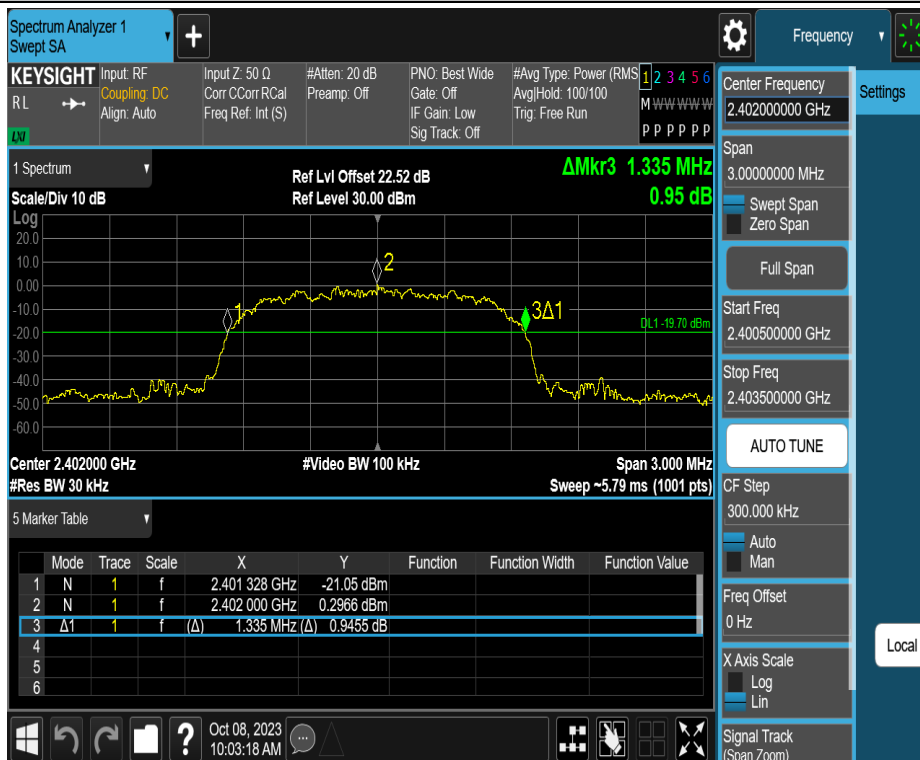 Spectrum Analyzer 1
Swept SA
+
Frequency
KEYSIGHT
R L
LXI
Input: RF
Coupling: DC
Align: Auto
Input Z: 50 Ω
Corr CCorr RCal
Freq Ref: Int (S)
#Atten: 20 dB
Preamp: Off
PNO: Best Wide
Gate: Off
IF Gain: Low
Sig Track: Off
#Avg Type: Power (RMS
Avg|Hold: 100/100
Trig: Free Run
1 2 3 4 5 6
M W W W W W
P P P P P P
1 Spectrum
Scale/Div 10 dB
Ref Lvl Offset 22.52 dB
Ref Level 30.00 dBm
ΔMkr3 1.335 MHz
0.95 dB
Log
20.0
10.0
0.00
-10.0
-20.0
-30.0
-40.0
-50.0
-60.0
1
2
3Δ1
DL1 -19.70 dBm
Center 2.402000 GHz
#Video BW 100 kHz
Span 3.000 MHz
#Res BW 30 kHz
Sweep ~5.79 ms (1001 pts)
5 Marker Table
Mode Trace Scale X Y Function Function Width Function Value
1 N 1 f 2.401 328 GHz -21.05 dBm
2 N 1 f 2.402 000 GHz 0.2966 dBm
3 Δ1 1 f (Δ) 1.335 MHz (Δ) 0.9455 dB
4
5
6
?
Oct 08, 2023
10:03:18 AM
Center Frequency
2.402000000 GHz
Settings
Span
3.00000000 MHz
Swept Span
Zero Span
Full Span
Start Freq
2.400500000 GHz
Stop Freq
2.403500000 GHz
AUTO TUNE
CF Step
300.000 kHz
Auto
Man
Freq Offset
0 Hz
Local
X Axis Scale
Log
Lin
Signal Track
(Span Zoom)